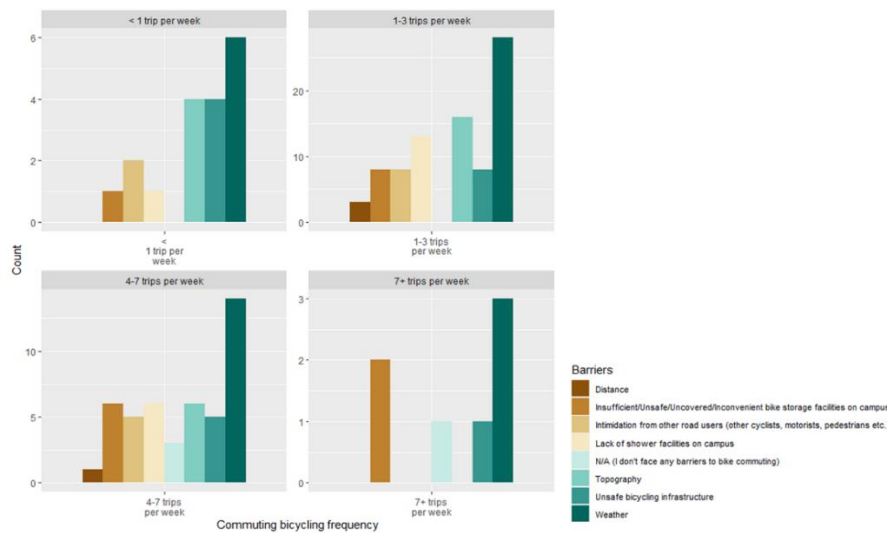 < 1 trip per week
1-3 trips per week
6
4
2
0
20
10
0
<
1 trip per
week
1-3 trips
per week
Count
4-7 trips per week
7+ trips per week
10
5
0
3
2
1
0
4-7 trips
per week
7+ trips
per week
Commuting bicycling frequency
Barriers
Distance
Insufficient/Unsafe/Uncovered/Inconvenient bike storage facilities on campus
Intimidation from other road users (other cyclists, motorists, pedestrians etc.
Lack of shower facilities on campus
N/A (I don't face any barriers to bike commuting)
Topography
Unsafe bicycling infrastructure
Weather